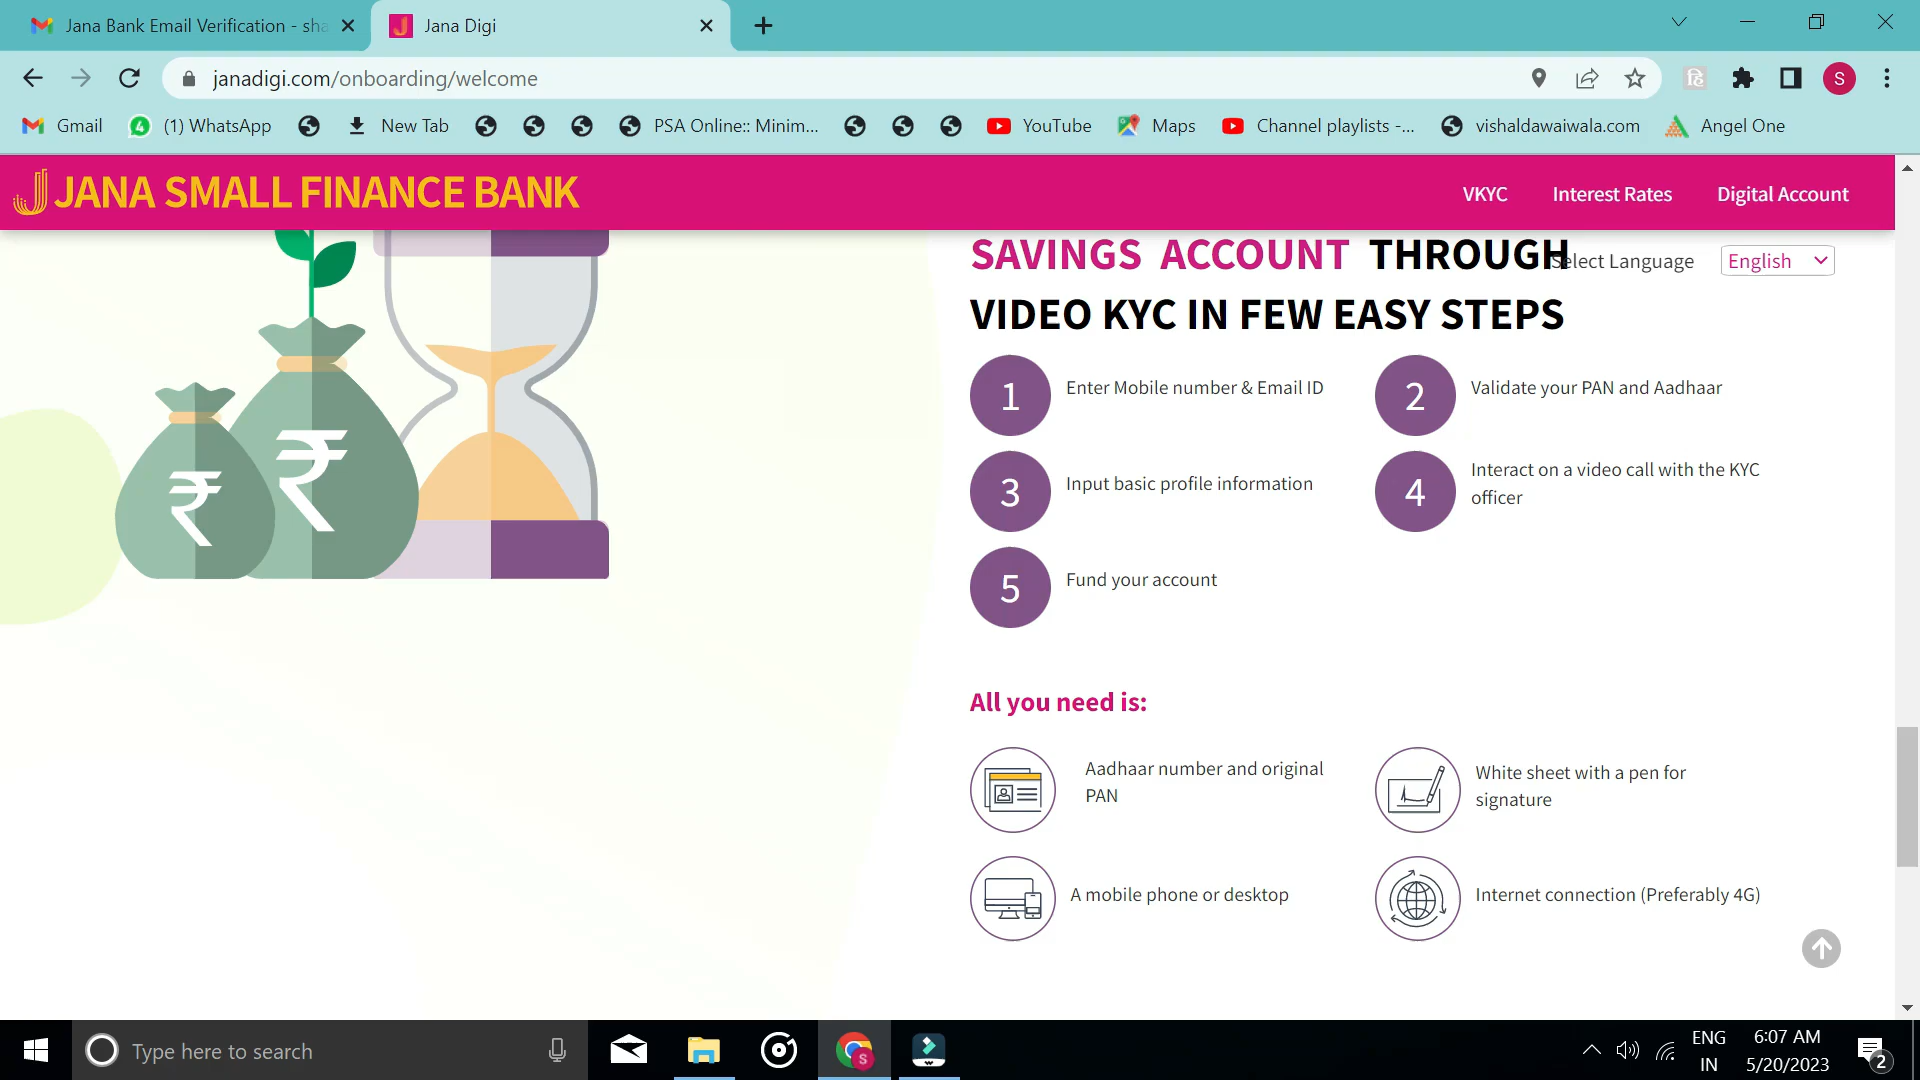 Jana Bank Email Verification - sha
Jana Digi
janadigi.com/onboarding/welcome
S
Gmail
4
(1) WhatsApp
New Tab
PSA Online:: Minim...
YouTube
Maps
Channel playlists -...
vishaldawaiwala.com
Angel One
JANA SMALL FINANCE BANK
VKYC
Interest Rates
Digital Account
SAVINGS ACCOUNT THROUGH
Select Language
English
VIDEO KYC IN FEW EASY STEPS
1
Enter Mobile number & Email ID
2
Validate your PAN and Aadhaar
3
Input basic profile information
4
Interact on a video call with the KYC
officer
5
Fund your account
₹
₹
All you need is:
Aadhaar number and original
PAN
White sheet with a pen for
signature
A mobile phone or desktop
Internet connection (Preferably 4G)
Type here to search
S
ENG
IN
6:07 AM
5/20/2023
2